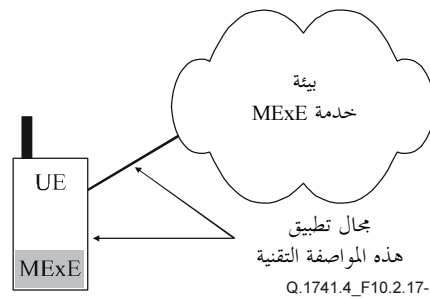 بيئة
خدمة MExE
UE
MExE
مجال تطبيق
هذه المواصفة التقنية
Q.1741.4_F10.2.17-